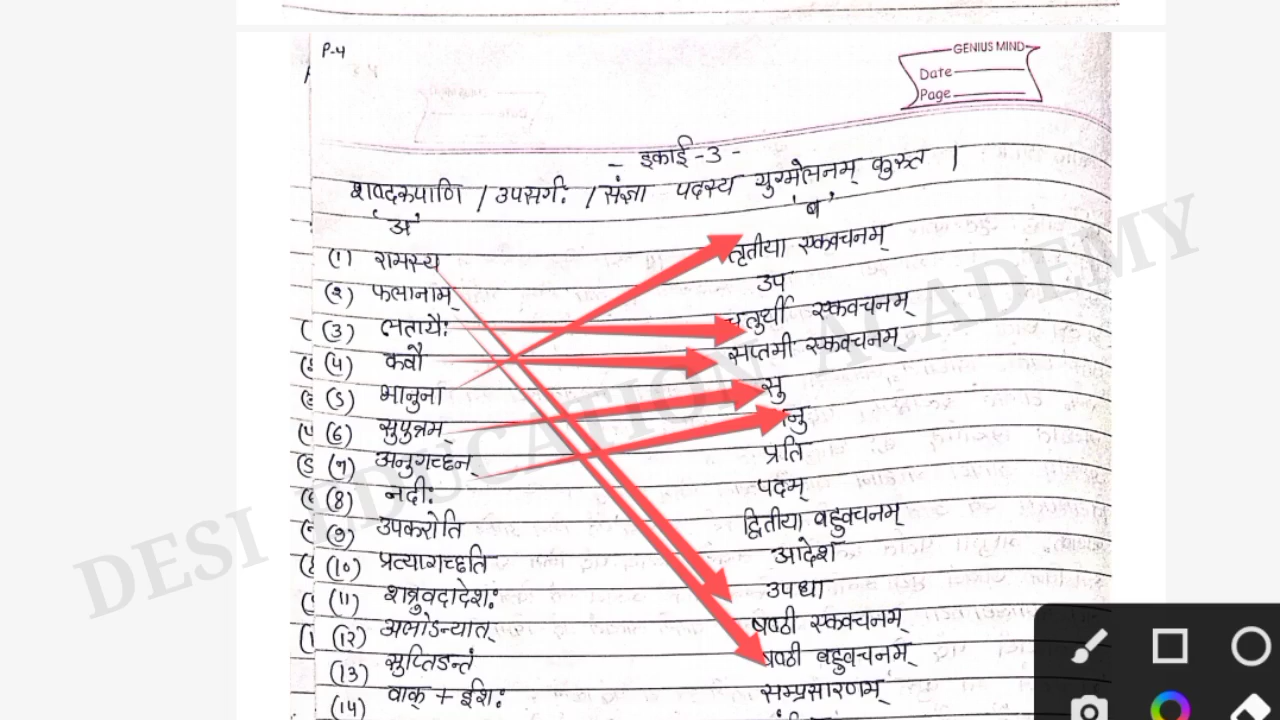 P-4
GENIUS MIND
Date
Page
- इकाई -3 -
शब्दरूपाणि / उपसर्ग: / संज्ञा पदस्य युग्मेलनम् कुरुत ।
'अ' 'ब'
(1) रामस्य तृतीया एकवचनम्
(2) फलानाम् उप
(3) लतायै: चतुर्थी एकवचनम्
(4) कवौ सप्तमी एकवचनम्
(5) भानुना सु
(6) सुपुत्रम
(7) अनुगच्छन् प्रति
(8) नदी: पदम्
(9) उपकरोति द्वितीया वहुवचनम्
(10) प्रत्यागच्छति आदेश
(11) शत्रुवदादेश: उपधा
(12) अलोऽन्यात् षष्ठी एकवचनम्
(13) सुप्तिडन्तं षष्ठी बहुवचनम्
(14) वाक् + ईश: सम्प्रसारणम्
DESI EDUCATION ACADEMY